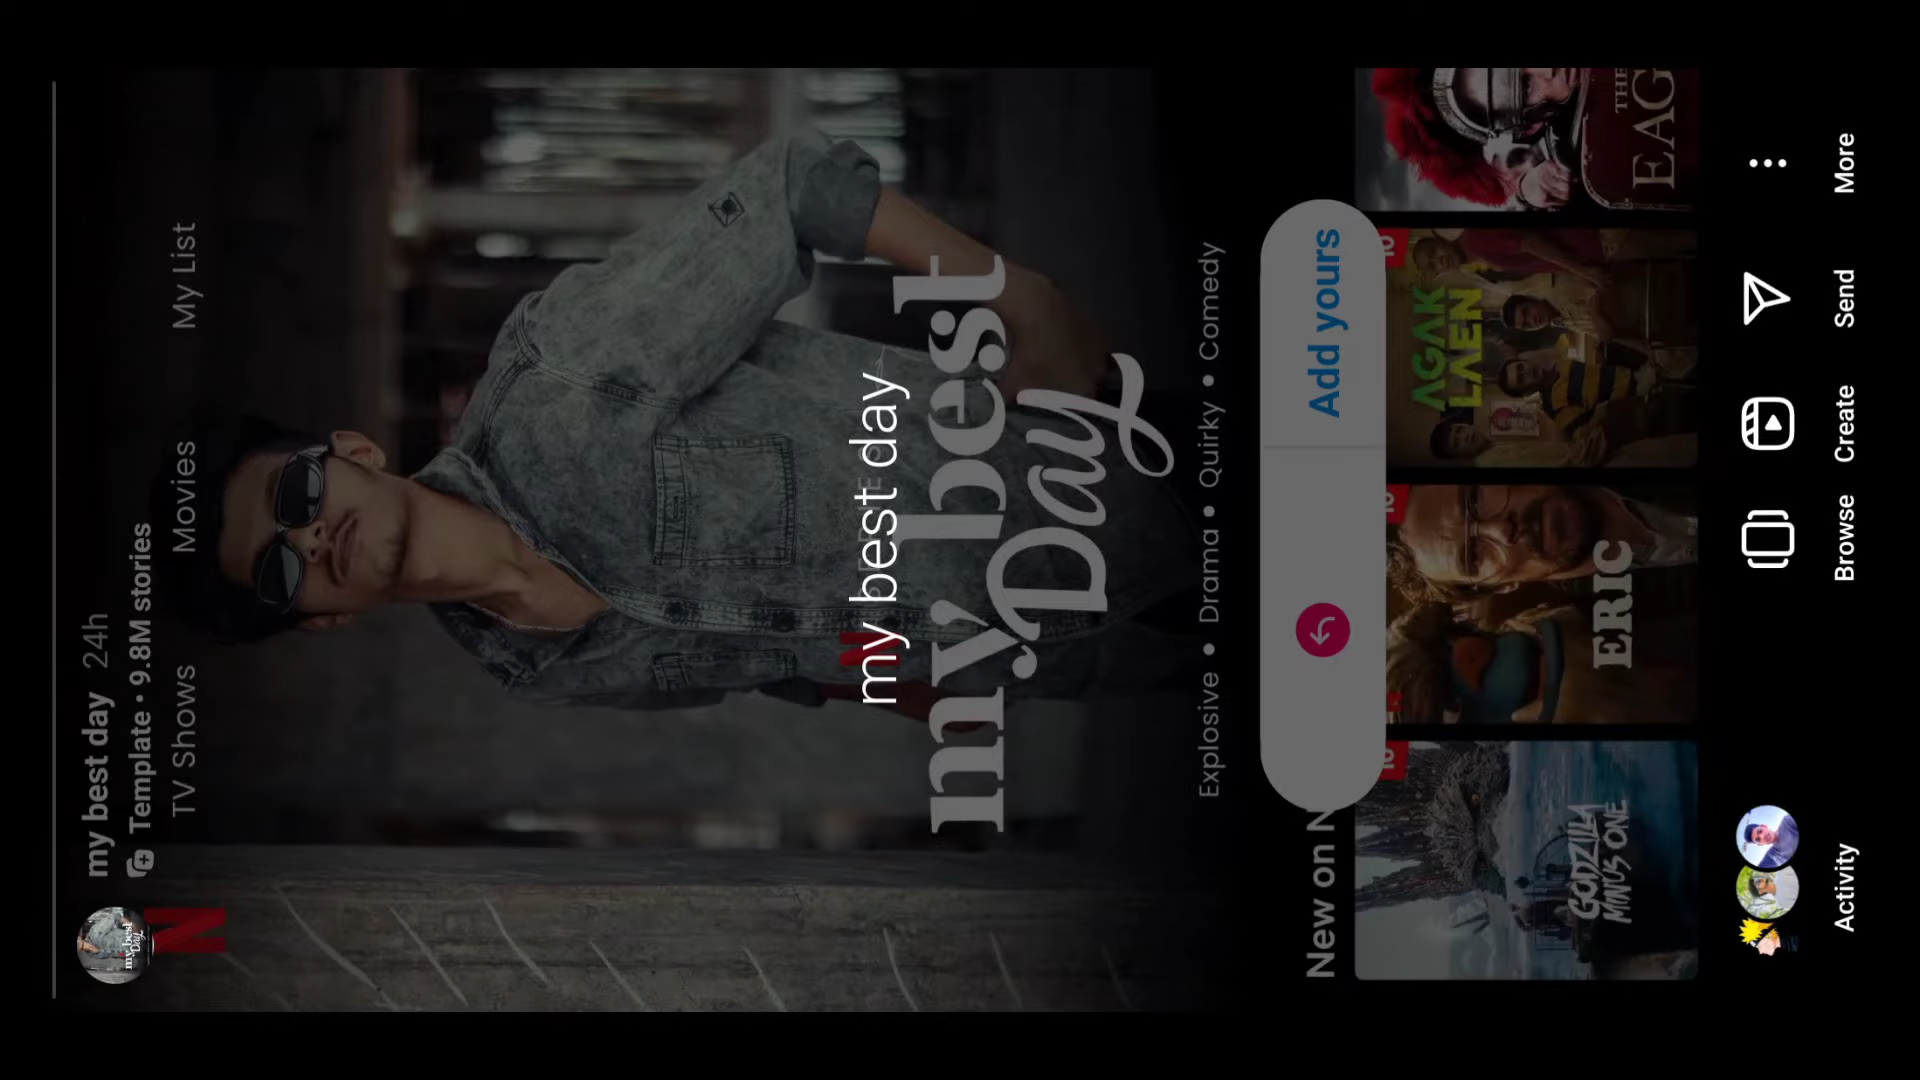 my best day 24h
Template • 9.8M stories
TV Shows
Movies
My List
N
my best day
my best
Day
Explosive • Drama • Quirky • Comedy
Add yours
New on N
GODZILLA
MINUS ONE
ERIC
AGAK
LAEN
THE
EAG
Activity
Browse
Create
Send
More